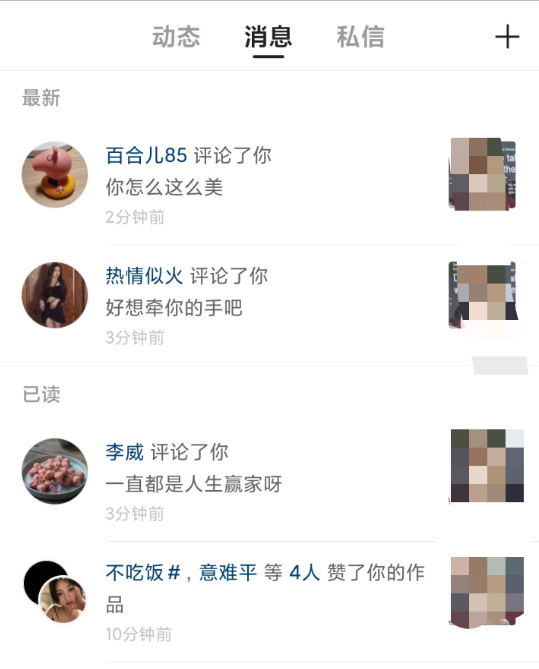 动态 消息 私信
最新
百合儿85 评论了你
你怎么这么美
2分钟前
热情似火 评论了你
好想牵你的手吧
3分钟前
已读
李威 评论了你
一直都是人生赢家呀
3分钟前
不吃饭#，意难平 等 4人 赞了你的作
品
10分钟前